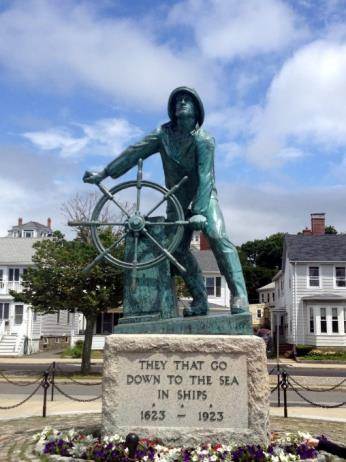 THEY THAT GO
DOWN TO THE SEA
IN SHIPS
1623 - 1923